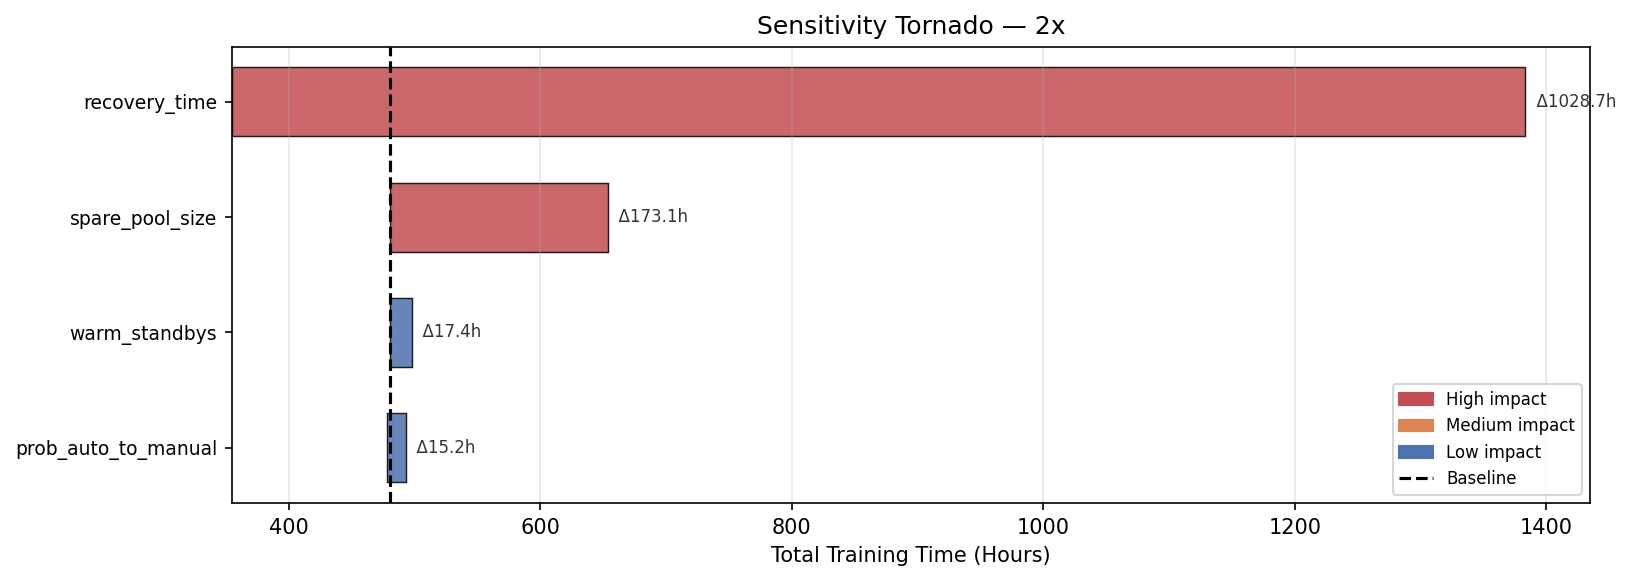 Sensitivity Tornado — 2x
recovery_time
Δ1028.7h
spare_pool_size
Δ173.1h
warm_standbys
Δ17.4h
prob_auto_to_manual
Δ15.2h
High impact
Medium impact
Low impact
Baseline
400 600 800 1000 1200 1400
Total Training Time (Hours)